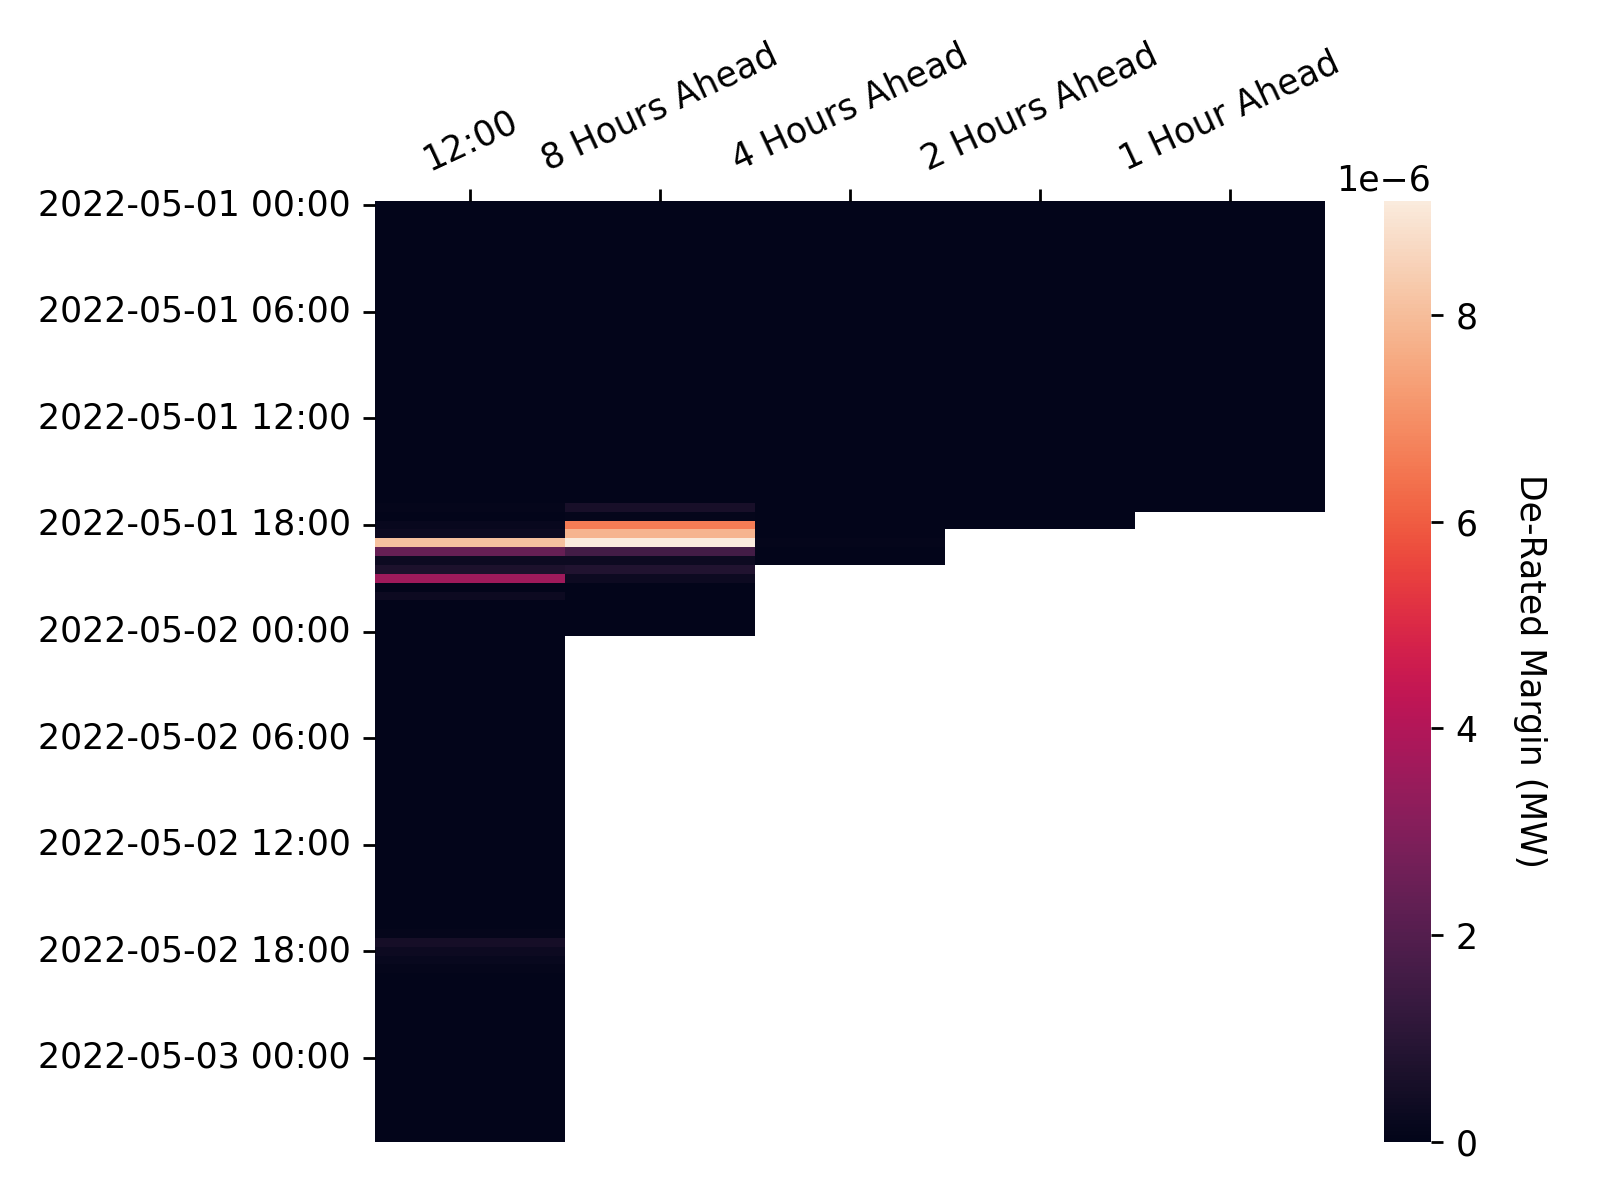 12:00
8 Hours Ahead
4 Hours Ahead
2 Hours Ahead
1 Hour Ahead
1e−6
2022-05-01 00:00
2022-05-01 06:00
2022-05-01 12:00
2022-05-01 18:00
2022-05-02 00:00
2022-05-02 06:00
2022-05-02 12:00
2022-05-02 18:00
2022-05-03 00:00
8
6
4
2
0
De-Rated Margin (MW)